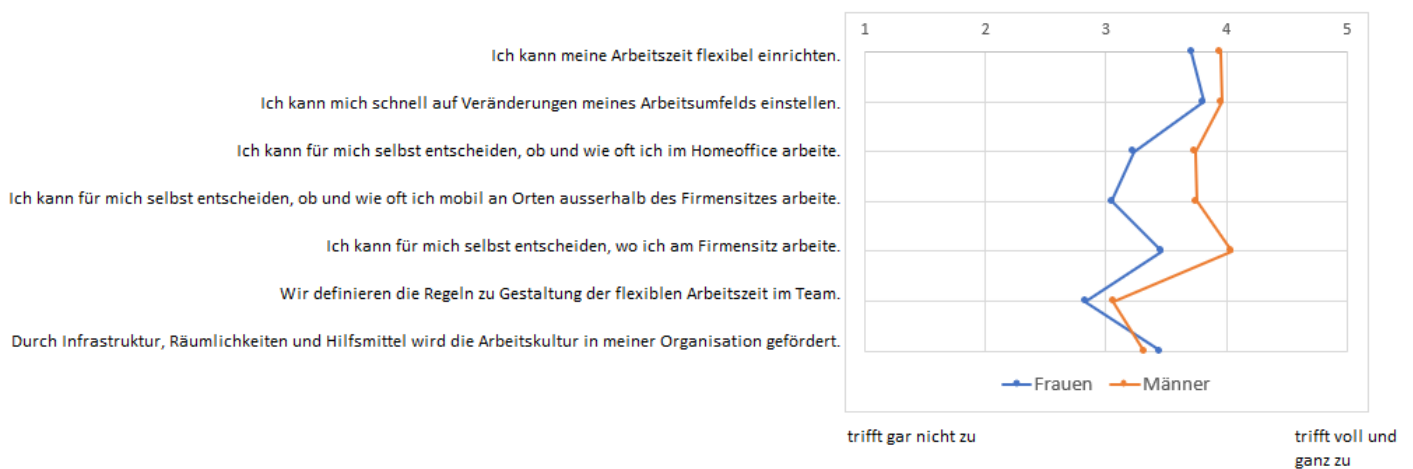 1 2 3 4 5
Ich kann meine Arbeitszeit flexibel einrichten.
Ich kann mich schnell auf Veränderungen meines Arbeitsumfelds einstellen.
Ich kann für mich selbst entscheiden, ob und wie oft ich im Homeoffice arbeite.
Ich kann für mich selbst entscheiden, ob und wie oft ich mobil an Orten ausserhalb des Firmensitzes arbeite.
Ich kann für mich selbst entscheiden, wo ich am Firmensitz arbeite.
Wir definieren die Regeln zu Gestaltung der flexiblen Arbeitszeit im Team.
Durch Infrastruktur, Räumlichkeiten und Hilfsmittel wird die Arbeitskultur in meiner Organisation gefördert.
Frauen Männer
trifft gar nicht zu
trifft voll und
ganz zu